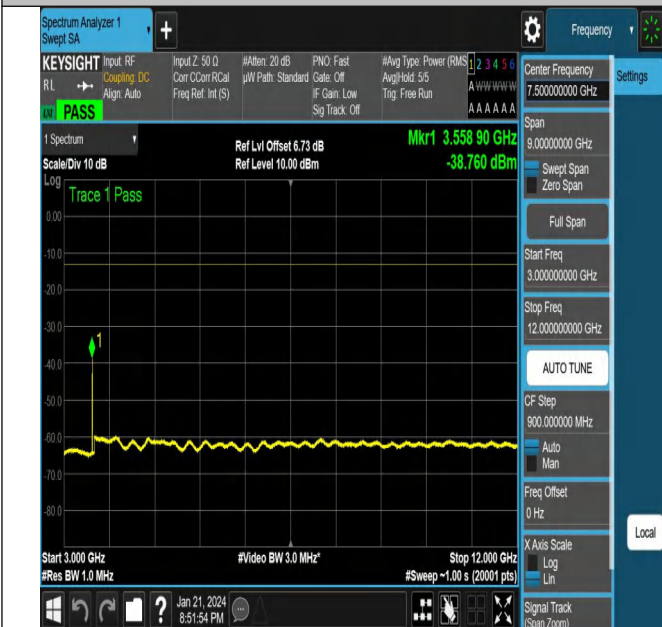 Spectrum Analyzer 1
Swept SA
+
Frequency
KEYSIGHT
RL
PASS
Input: RF
Coupling: DC
Align: Auto
Input Z: 50 Ω
Corr CCorr RCal
Freq Ref: Int (S)
#Atten: 20 dB
µW Path: Standard
PNO: Fast
Gate: Off
IF Gain: Low
Sig Track: Off
#Avg Type: Power (RMS
Avg|Hold: 5/5
Trig: Free Run
1 2 3 4 5 6
A W W W W W
A A A A A A
1 Spectrum
Scale/Div 10 dB
Ref Lvl Offset 6.73 dB
Ref Level 10.00 dBm
Mkr1 3.558 90 GHz
-38.760 dBm
Log
Trace 1 Pass
0.00
-10.0
-20.0
-30.0
1
-40.0
-50.0
-60.0
-70.0
-80.0
Start 3.000 GHz
#Res BW 1.0 MHz
#Video BW 3.0 MHz*
Stop 12.000 GHz
#Sweep ~1.00 s (20001 pts)
?
Jan 21, 2024
8:51:54 PM
Center Frequency
7.500000000 GHz
Settings
Span
9.00000000 GHz
Swept Span
Zero Span
Full Span
Start Freq
3.000000000 GHz
Stop Freq
12.000000000 GHz
AUTO TUNE
CF Step
900.000000 MHz
Auto
Man
Freq Offset
0 Hz
Local
X Axis Scale
Log
Lin
Signal Track
(Span Zoom)